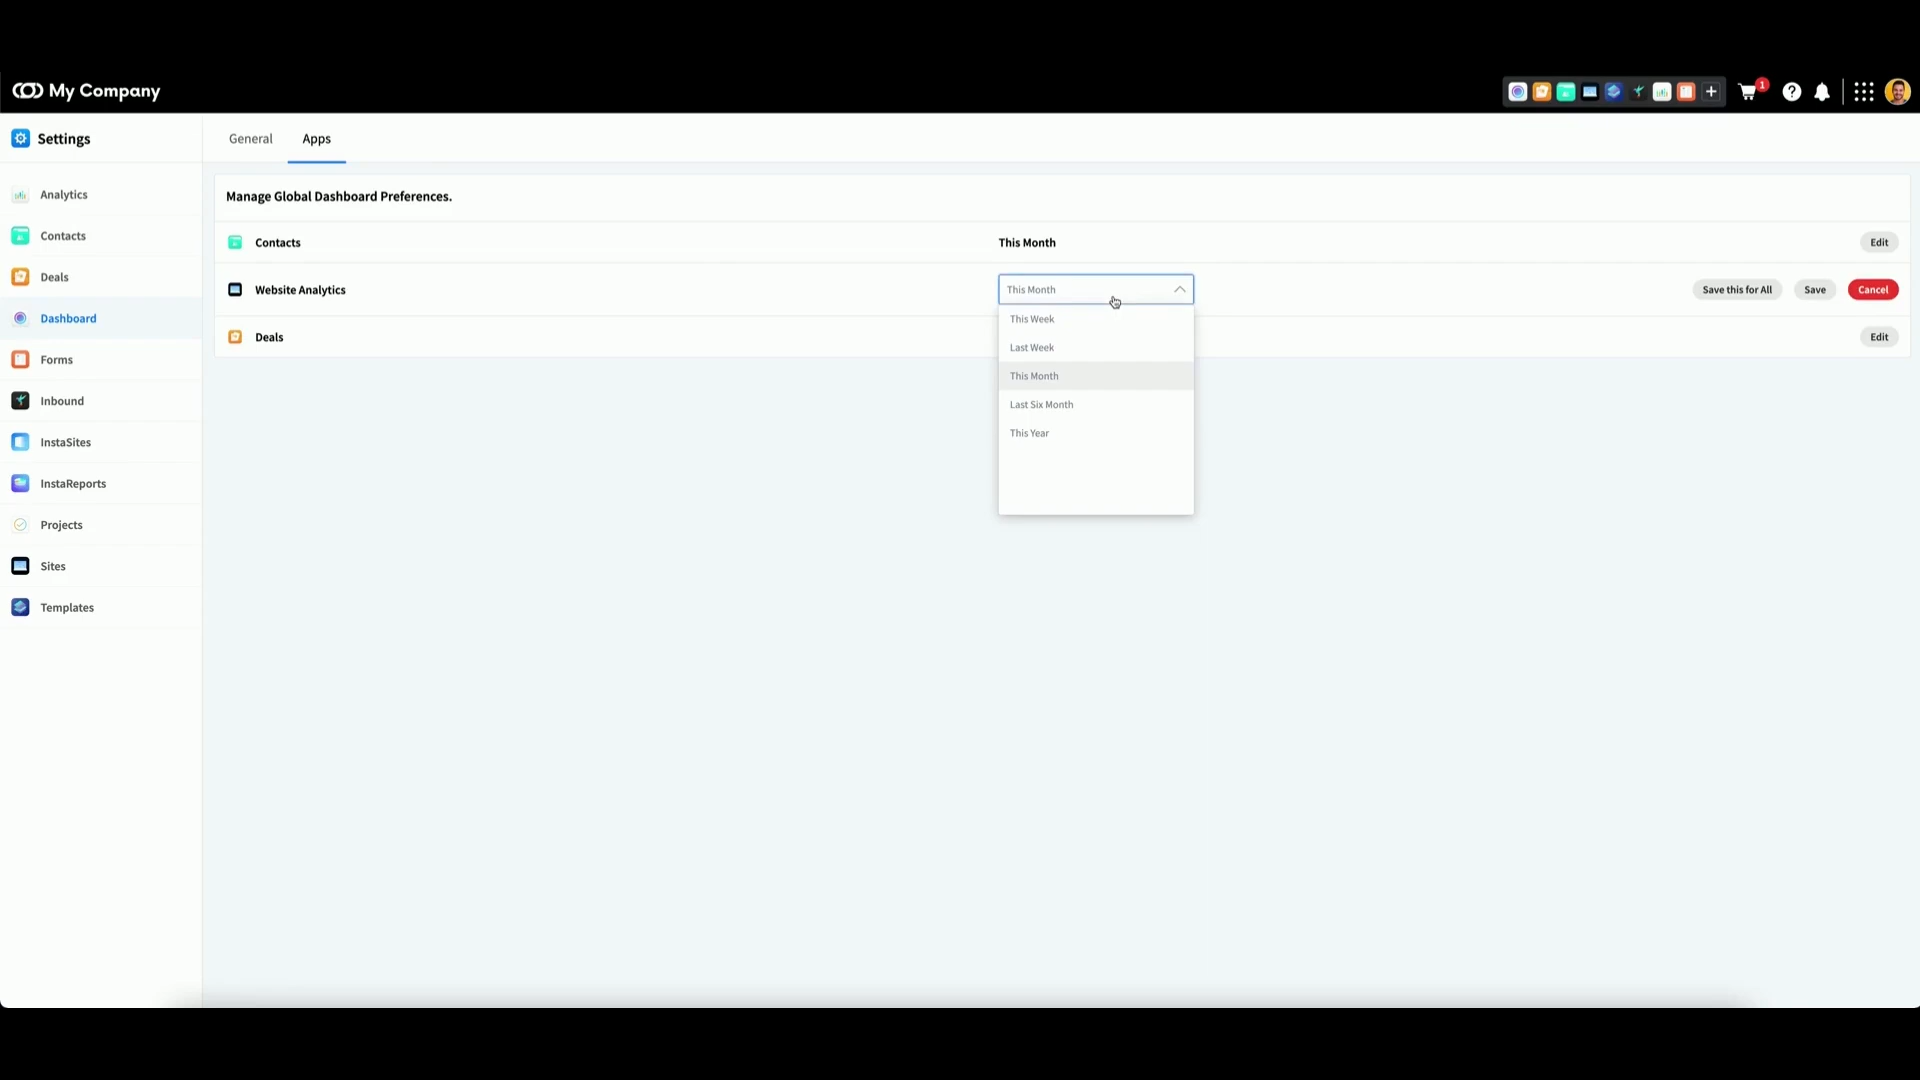 My Company
1
Settings
General
Apps
Analytics
Contacts
Deals
Dashboard
Forms
Inbound
InstaSites
InstaReports
Projects
Sites
Templates
Manage Global Dashboard Preferences.
Contacts
This Month
Edit
Website Analytics
This Month
Save this for All
Save
Cancel
Deals
Edit
This Week
Last Week
This Month
Last Six Month
This Year